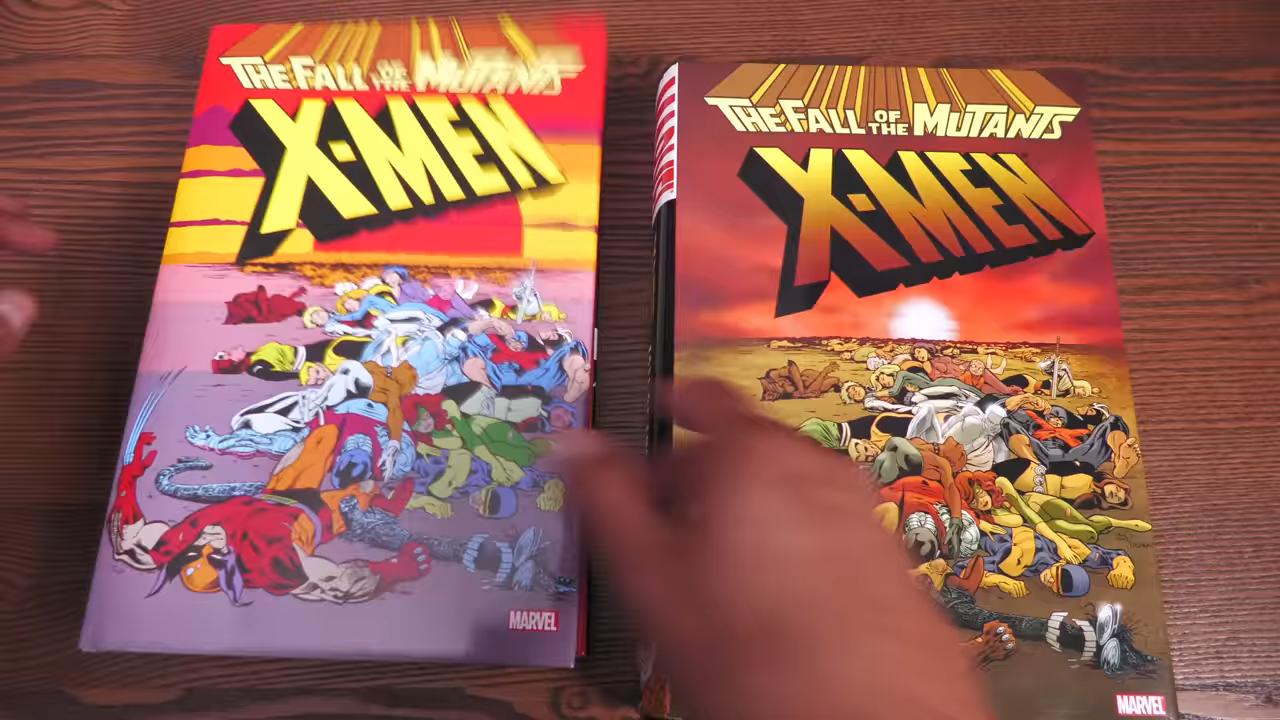 THE FALL OF THE MUTANTS
X-MEN
MARVEL
THE FALL OF THE MUTANTS
X-MEN
MARVEL